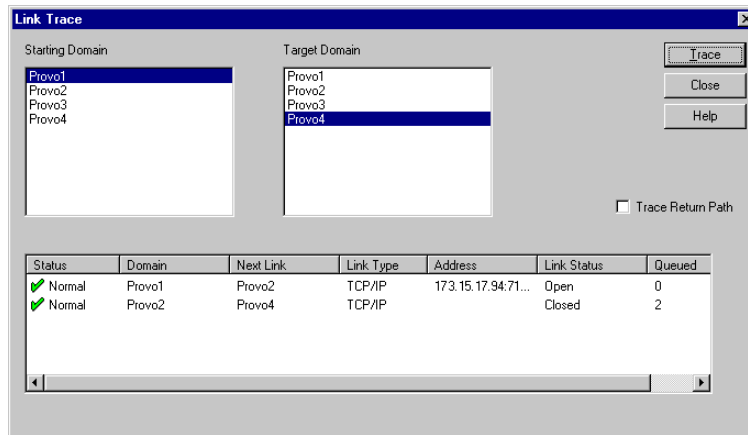 Link Trace
Starting Domain
Target Domain
Provo1
Provo2
Provo3
Provo4
Provo1
Provo2
Provo3
Provo4
Trace
Close
Help
Trace Return Path
Status Domain Next Link Link Type Address Link Status Queued
Normal Provo1 Provo2 TCP/IP 173.15.17.94:71... Open 0
Normal Provo2 Provo4 TCP/IP Closed 2